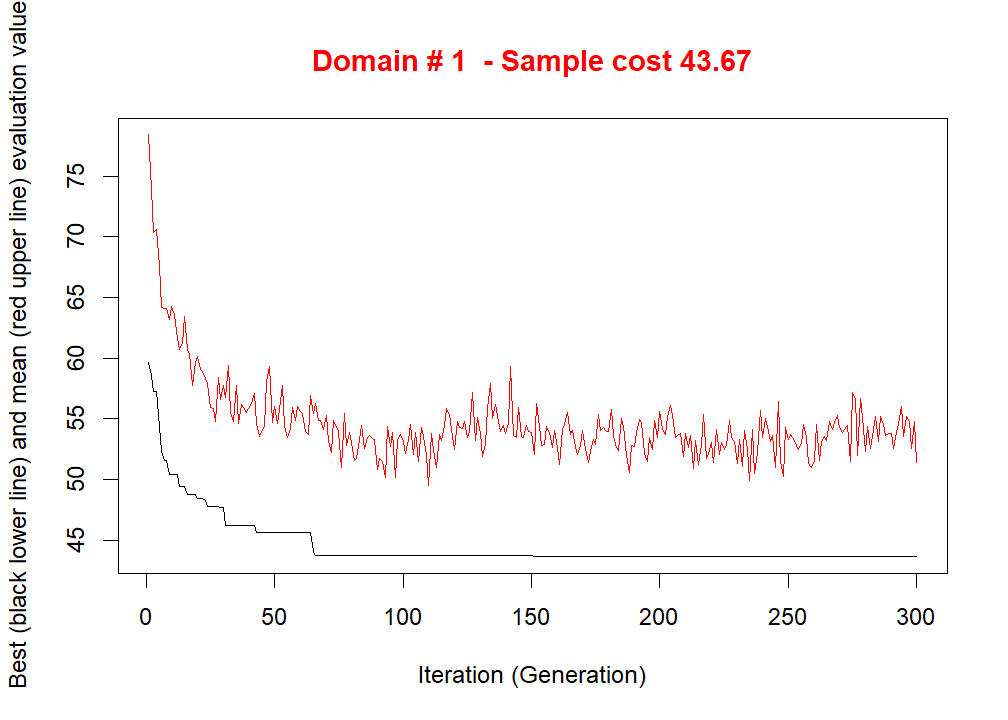 Domain # 1  - Sample cost 43.67
Best (black lower line) and mean (red upper line) evaluation value
75
70
65
60
55
50
45
0 50 100 150 200 250 300
Iteration (Generation)